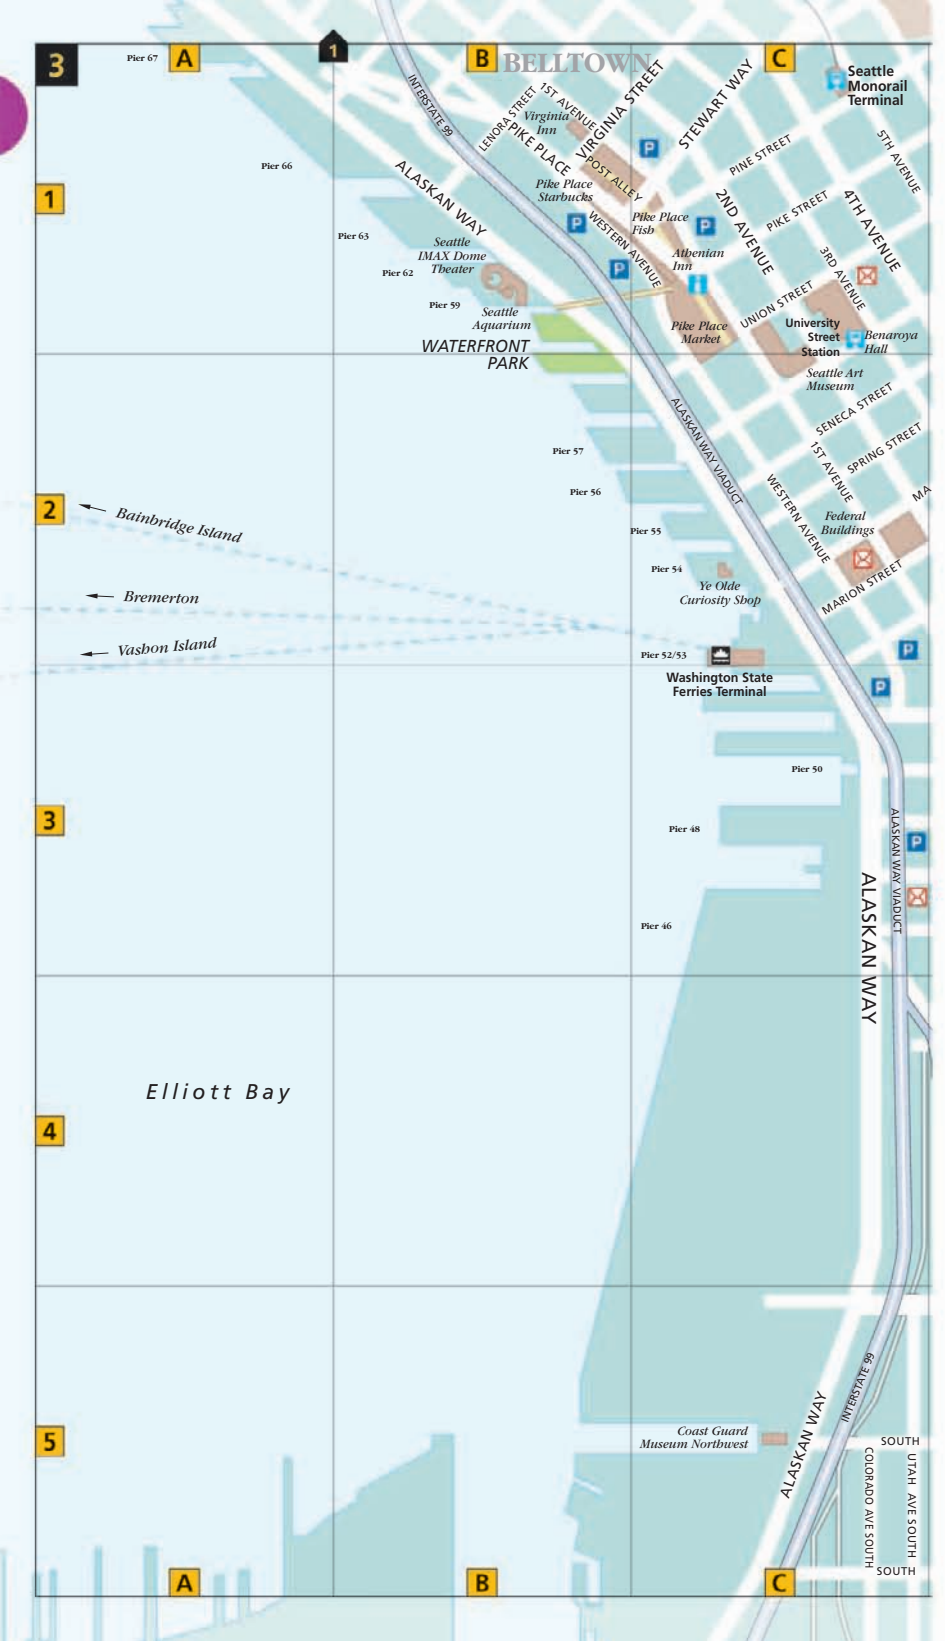 3
A
1
B
BELLTOWN
C
Pier 67
Seattle
Monorail
Terminal
INTERSTATE 99
LENORA STREET
1ST AVENUE
Virginia
Inn
VIRGINIA STREET
STEWART WAY
PIKE PLACE
POST ALLEY
PINE STREET
5TH AVENUE
P
Pier 66
ALASKAN WAY
1
Pike Place
Starbucks
2ND AVENUE
PIKE STREET
4TH AVENUE
P
WESTERN AVENUE
Pike Place
Fish
P
Pier 63
Seattle
IMAX Dome
Theater
Athenian
Inn
3RD AVENUE
P
Pier 62
i
UNION STREET
Pier 59
Seattle
Aquarium
Pike Place
Market
University
Street
Station
Benaroya
Hall
WATERFRONT
PARK
Seattle Art
Museum
ALASKAN WAY VIADUCT
SENECA STREET
SPRING STREET
1ST AVENUE
Pier 57
WESTERN AVENUE
MA
Pier 56
2
Bainbridge Island
Federal
Buildings
Pier 55
Pier 54
Ye Olde
Curiosity Shop
MARION STREET
Bremerton
Vashon Island
Pier 52/53
P
Washington State
Ferries Terminal
P
Pier 50
3
Pier 48
P
ALASKAN WAY VIADUCT
ALASKAN WAY
Pier 46
Elliott Bay
4
INTERSTATE 99
ALASKAN WAY
5
Coast Guard
Museum Northwest
SOUTH
COLORADO AVE SOUTH
UTAH AVE SOUTH
SOUTH
A
B
C